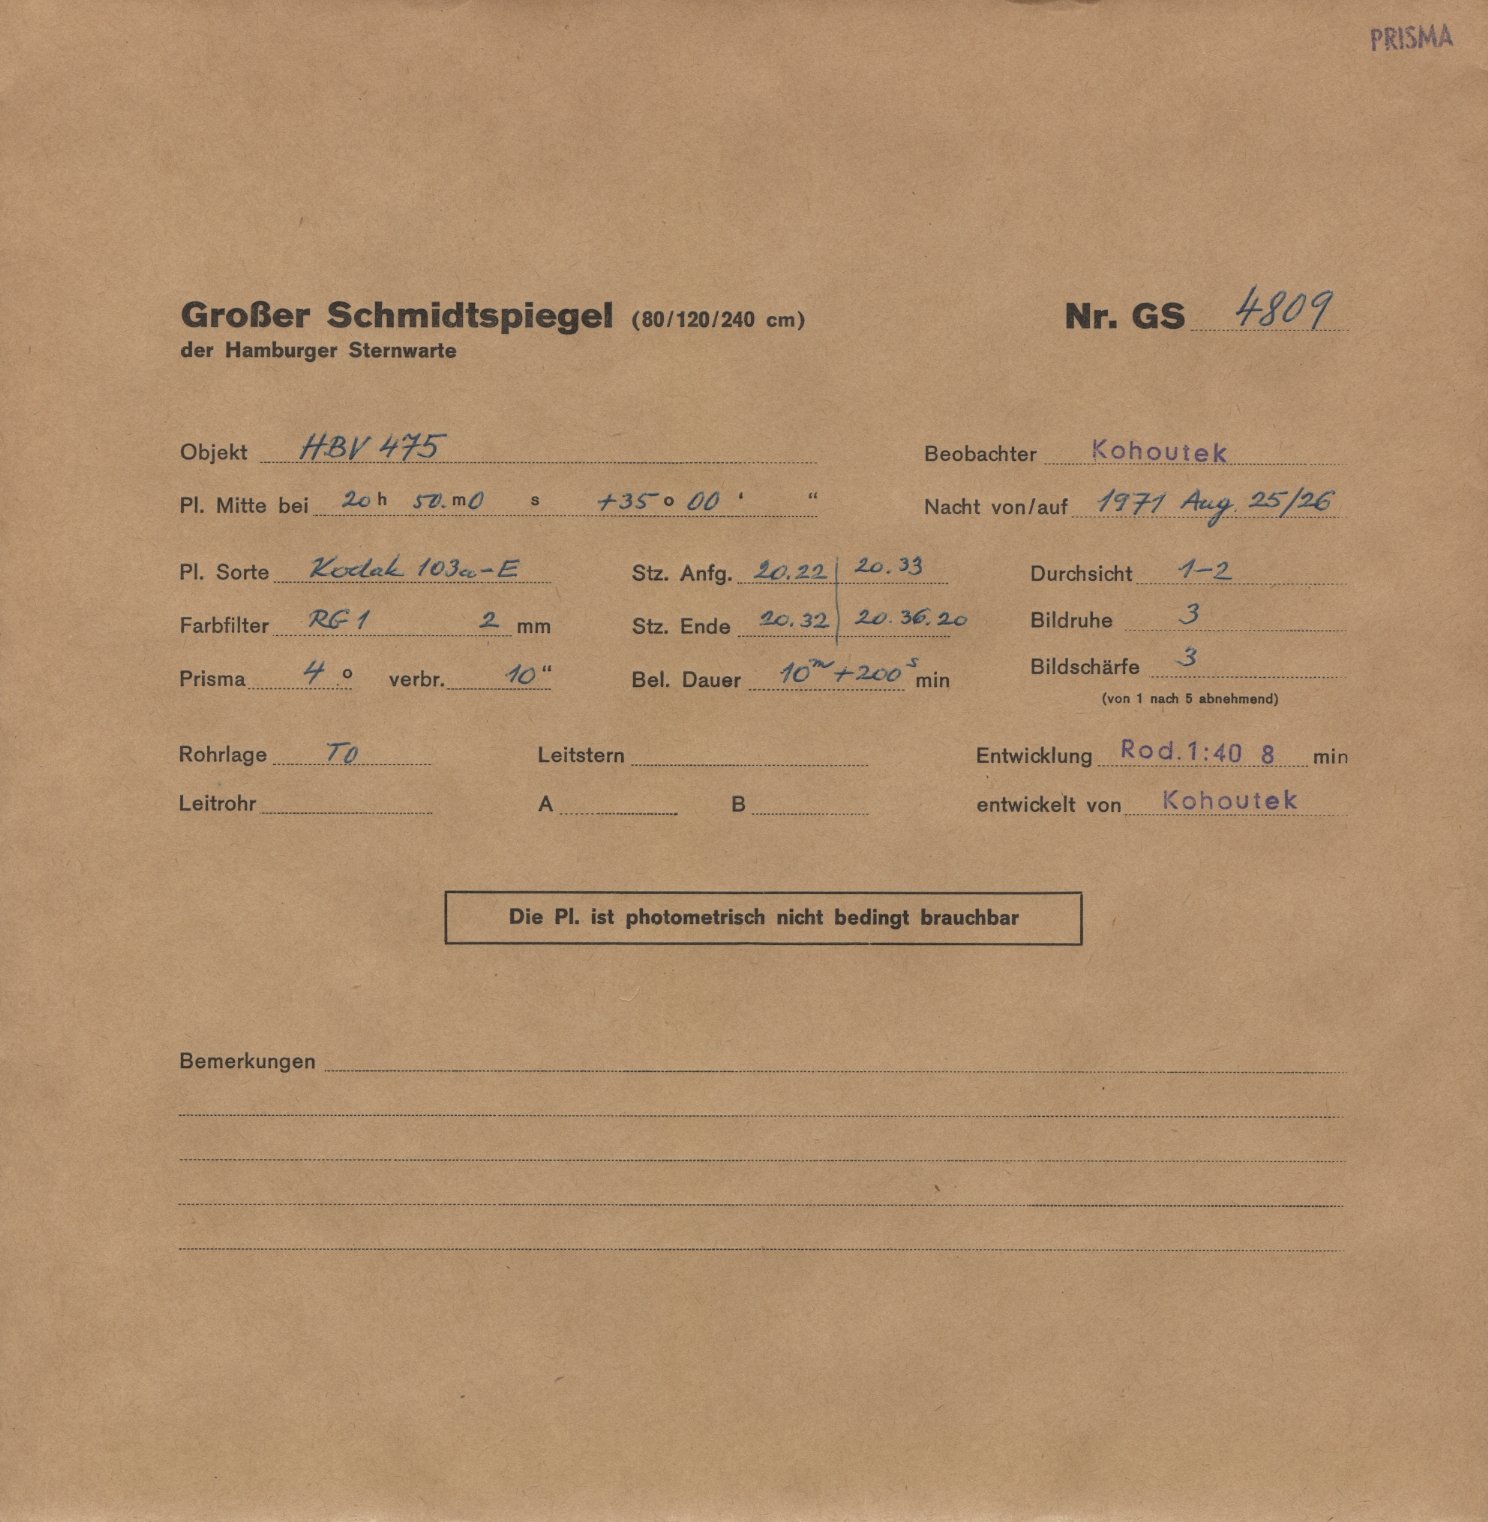 PRISMA
Großer Schmidtspiegel (80/120/240 cm) Nr. GS 4809
der Hamburger Sternwarte
Objekt HBV 475 Beobachter Kohoutek
Pl. Mitte bei 20 h 50. m 0 s +35 o 00 ‘ “ Nacht von/auf 1971 Aug. 25/26
Pl. Sorte Kodak 103a-E Stz. Anfg. 20.22 | 20.33 Durchsicht 1-2
Farbfilter RG1 2 mm Stz. Ende 20.32 | 20.36.20 Bildruhe 3
Prisma 4 o verbr. 10“ Bel. Dauer 10m + 200s min Bildschärfe 3
(von 1 nach 5 abnehmend)
Rohrlage TO Leitstern Entwicklung Rod.1:40 8 min
Leitrohr A B entwickelt von Kohoutek
Die Pl. ist photometrisch nicht bedingt brauchbar
Bemerkungen